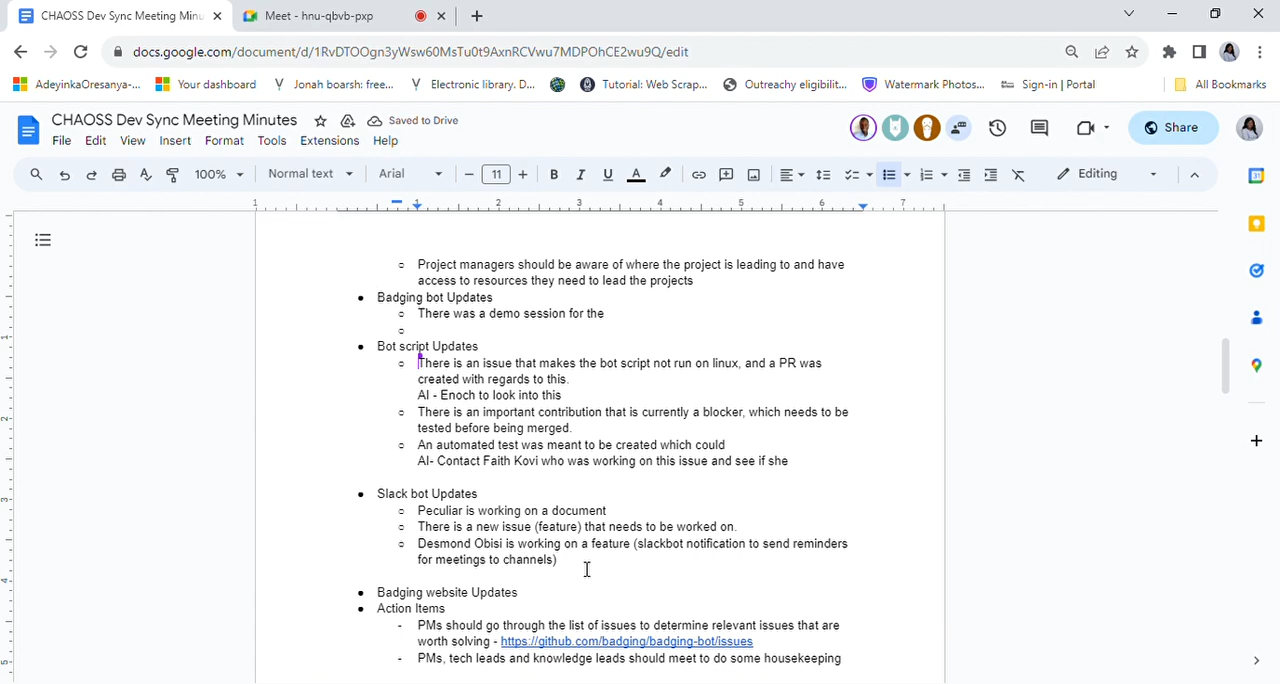 CHAOSS Dev Sync Meeting Minu
Meet - hnu-qbvb-pxp
docs.google.com/document/d/1RvDTOOgn3yWsw60MsTu0t9AxnRCVwu7MDPOhCE2wu9Q/edit
AdeyinkaOresanya-...
Your dashboard
Jonah boarsh: free...
Electronic library. D...
Tutorial: Web Scrap...
Outreachy eligibilit...
Watermark Photos...
Sign-in | Portal
All Bookmarks
CHAOSS Dev Sync Meeting Minutes
Saved to Drive
File Edit View Insert Format Tools Extensions Help
Share
100% Normal text Arial 11 B I U A Editing
1 1 2 3 4 5 6 7
Project managers should be aware of where the project is leading to and have
access to resources they need to lead the projects
Badging bot Updates
There was a demo session for the
Bot script Updates
There is an issue that makes the bot script not run on linux, and a PR was
created with regards to this.
AI - Enoch to look into this
There is an important contribution that is currently a blocker, which needs to be
tested before being merged.
An automated test was meant to be created which could
AI- Contact Faith Kovi who was working on this issue and see if she
Slack bot Updates
Peculiar is working on a document
There is a new issue (feature) that needs to be worked on.
Desmond Obisi is working on a feature (slackbot notification to send reminders
for meetings to channels)
Badging website Updates
Action Items
- PMs should go through the list of issues to determine relevant issues that are
worth solving - https://github.com/badging/badging-bot/issues
- PMs, tech leads and knowledge leads should meet to do some housekeeping